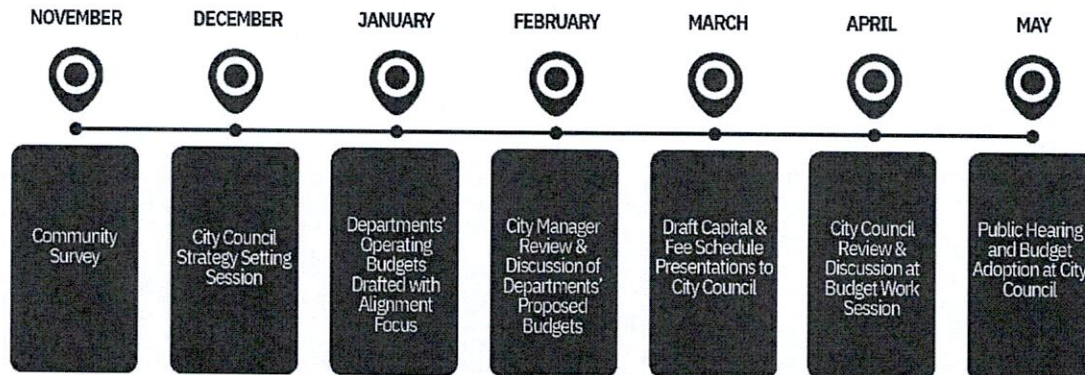 NOVEMBER
DECEMBER
JANUARY
FEBRUARY
MARCH
APRIL
MAY
Community
Survey
City Council
Strategy Setting
Session
Departments'
Operating
Budgets
Drafted with
Alignment
Focus
City Manager
Review &
Discussion of
Departments'
Proposed
Budgets
Draft Capital &
Fee Schedule
Presentations to
City Council
City Council
Review &
Discussion at
Budget Work
Session
Public Hearing
and Budget
Adoption at City
Council